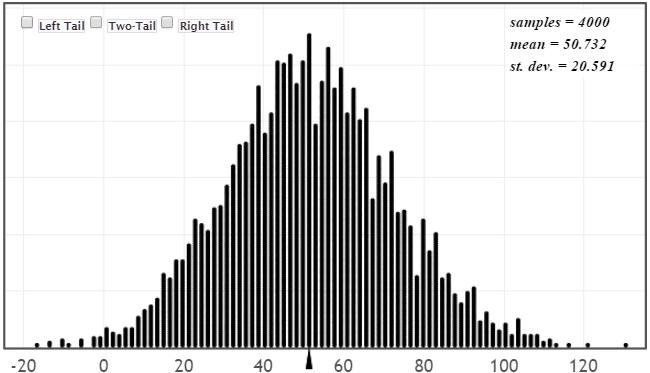 Left Tail Two-Tail Right Tail
samples = 4000
mean = 50.732
st. dev. = 20.591
-20 0 20 40 60 80 100 120